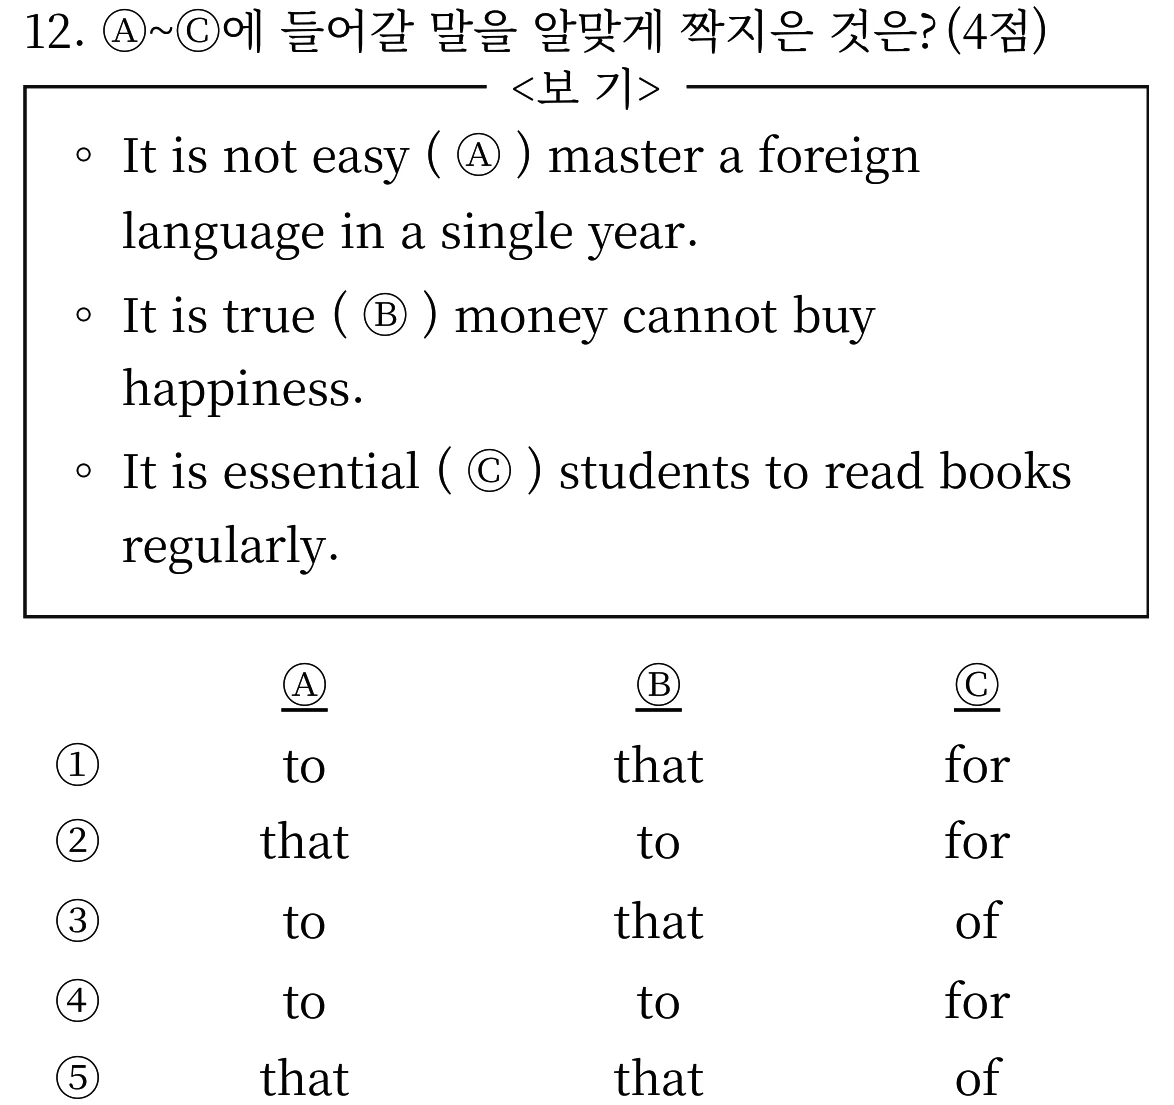 12. Ⓐ~Ⓒ에 들어갈 말을 알맞게 짝지은 것은?(4점)
<보 기>
◦ It is not easy ( Ⓐ ) master a foreign
language in a single year.
◦ It is true ( Ⓑ ) money cannot buy
happiness.
◦ It is essential ( Ⓒ ) students to read books
regularly.
Ⓐ Ⓑ Ⓒ
① to that for
② that to for
③ to that of
④ to to for
⑤ that that of